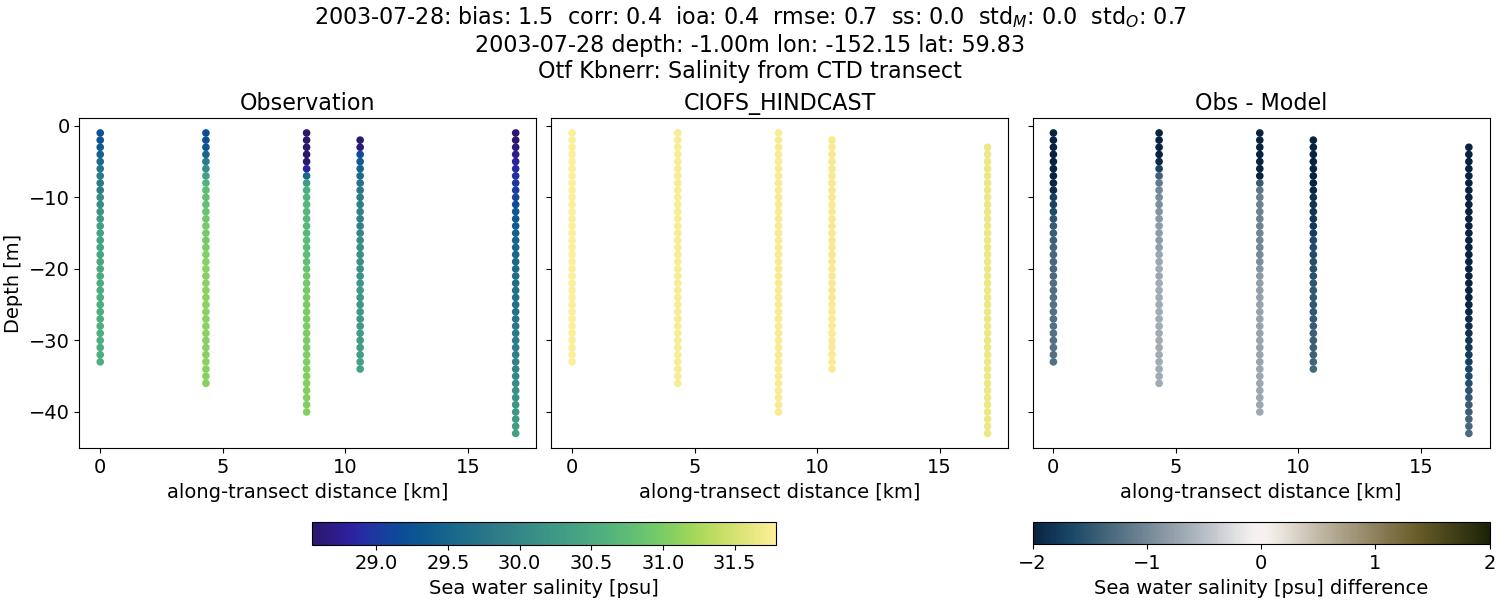 2003-07-28: bias: 1.5  corr: 0.4  ioa: 0.4  rmse: 0.7  ss: 0.0  std_M: 0.0  std_O: 0.7
2003-07-28 depth: -1.00m lon: -152.15 lat: 59.83
Otf Kbnerr: Salinity from CTD transect
Observation
CIOFS_HINDCAST
Obs - Model
Depth [m]
0
−10
−20
−30
−40
0 5 10 15
0 5 10 15
0 5 10 15
along-transect distance [km]
along-transect distance [km]
along-transect distance [km]
29.0 29.5 30.0 30.5 31.0 31.5
Sea water salinity [psu]
−2 −1 0 1 2
Sea water salinity [psu] difference